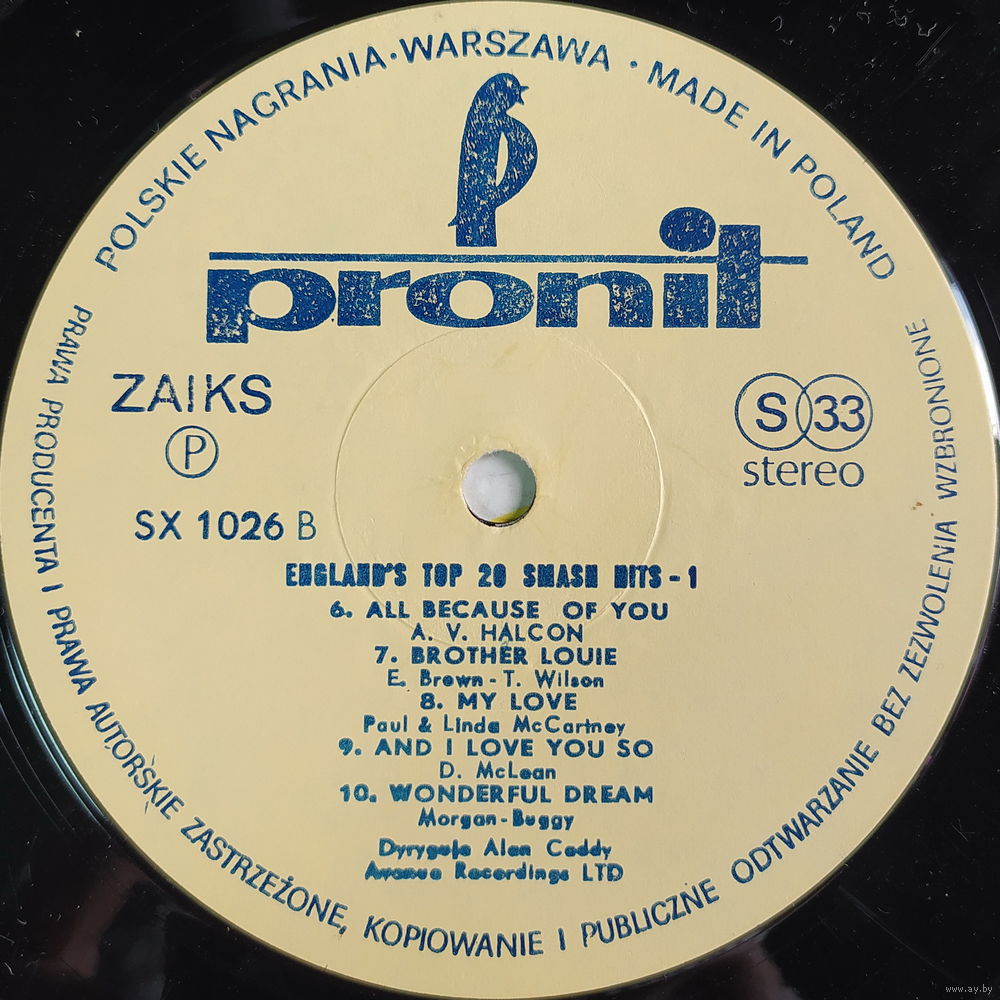 POLSKIE NAGRANIA · WARSZAWA · MADE IN POLAND
pronit
ZAIKS
P
S 33
stereo
SX 1026 B
ENGLAND'S TOP 20 SMASH HITS - 1
6. ALL BECAUSE OF YOU
A. V. HALCON
7. BROTHER LOUIE
E. Brown - T. Wilson
8. MY LOVE
Paul & Linda McCartney
9. AND I LOVE YOU SO
D. McLean
10. WONDERFUL DREAM
Morgan - Buggy
Dyryguje Alan Caddy
Avenue Recordings LTD
PRAWA PRODUCENTA I PRAWA AUTORSKIE ZASTRZEŻONE, KOPIOWANIE I PUBLICZNE ODTWARZANIE BEZ ZEZWOLENIA WZBRONIONE
www.ay.by